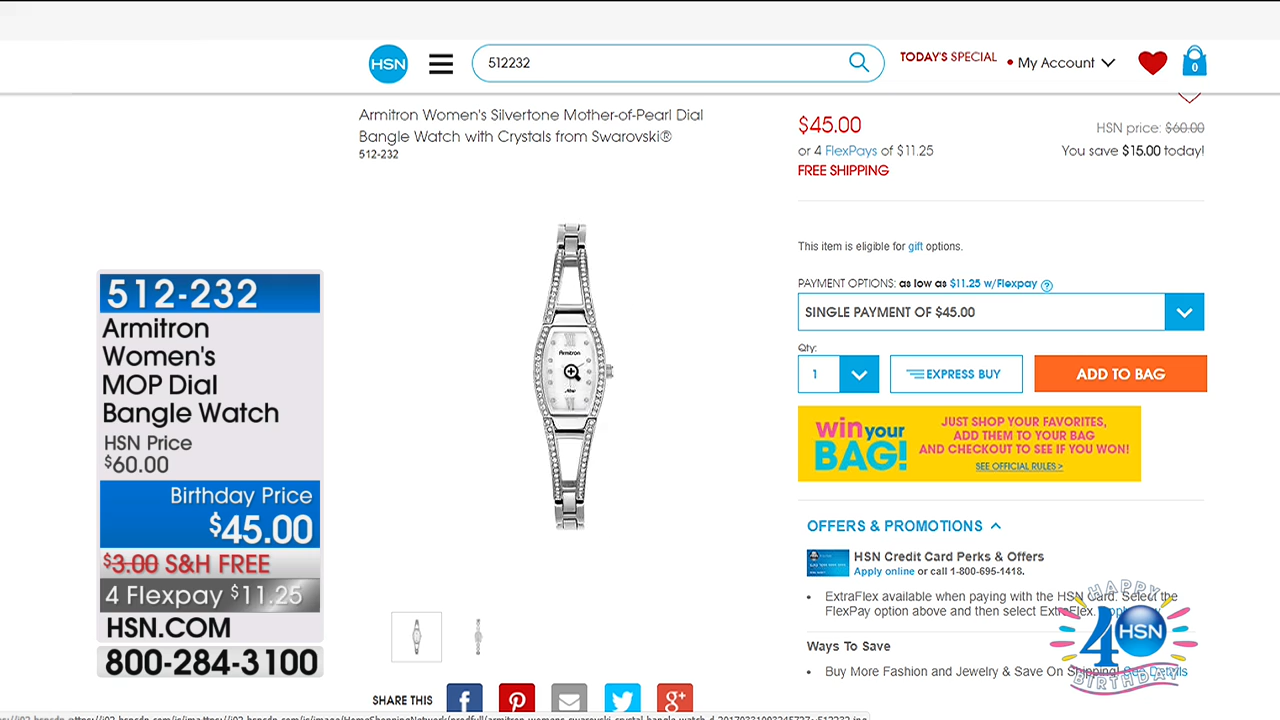 HSN
512232
TODAY'S SPECIAL
My Account
0
Armitron Women's Silvertone Mother-of-Pearl Dial
Bangle Watch with Crystals from Swarovski®
512-232
$45.00
HSN price: $60.00
or 4 FlexPays of $11.25
You save $15.00 today!
FREE SHIPPING
This item is eligible for gift options.
PAYMENT OPTIONS: as low as $11.25 w/Flexpay ?
SINGLE PAYMENT OF $45.00
Qty:
1
EXPRESS BUY
ADD TO BAG
win your
BAG!
JUST SHOP YOUR FAVORITES,
ADD THEM TO YOUR BAG
AND CHECKOUT TO SEE IF YOU WON!
SEE OFFICIAL RULES >
OFFERS & PROMOTIONS
HSN Credit Card Perks & Offers
Apply online or call 1-800-695-1418.
• ExtraFlex available when paying with the HSN card. Select the
FlexPay option above and then select ExtraFlex.
Ways To Save
• Buy More Fashion and Jewelry & Save On Shipping! Details
512-232
Armitron
Women's
MOP Dial
Bangle Watch
HSN Price
$60.00
Birthday Price
$45.00
$3.00 S&H FREE
4 Flexpay $11.25
HSN.COM
800-284-3100
Armitron
SHARE THIS
HAPPY
40
HSN
BIRTHDAY